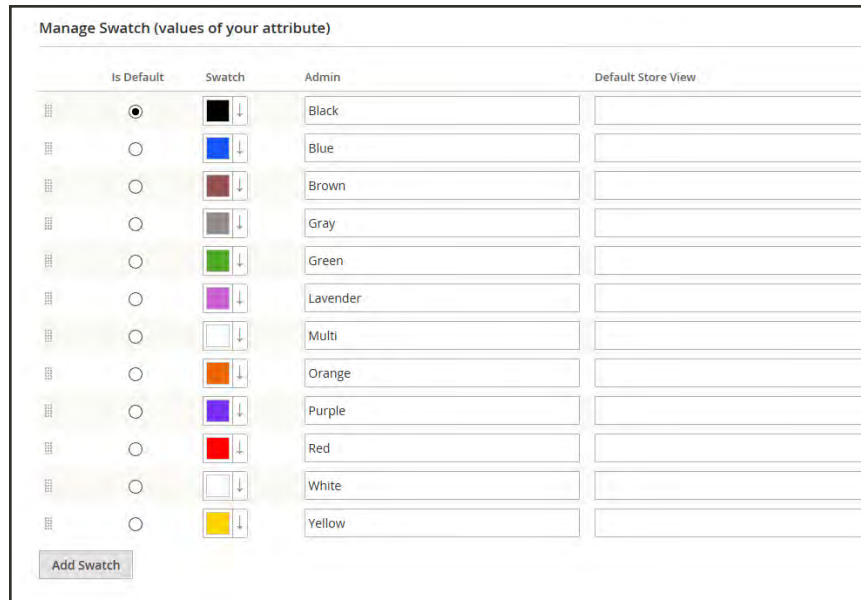 Manage Swatch (values of your attribute)
Is Default Swatch Admin Default Store View
Black
Blue
Brown
Gray
Green
Lavender
Multi
Orange
Purple
Red
White
Yellow
Add Swatch